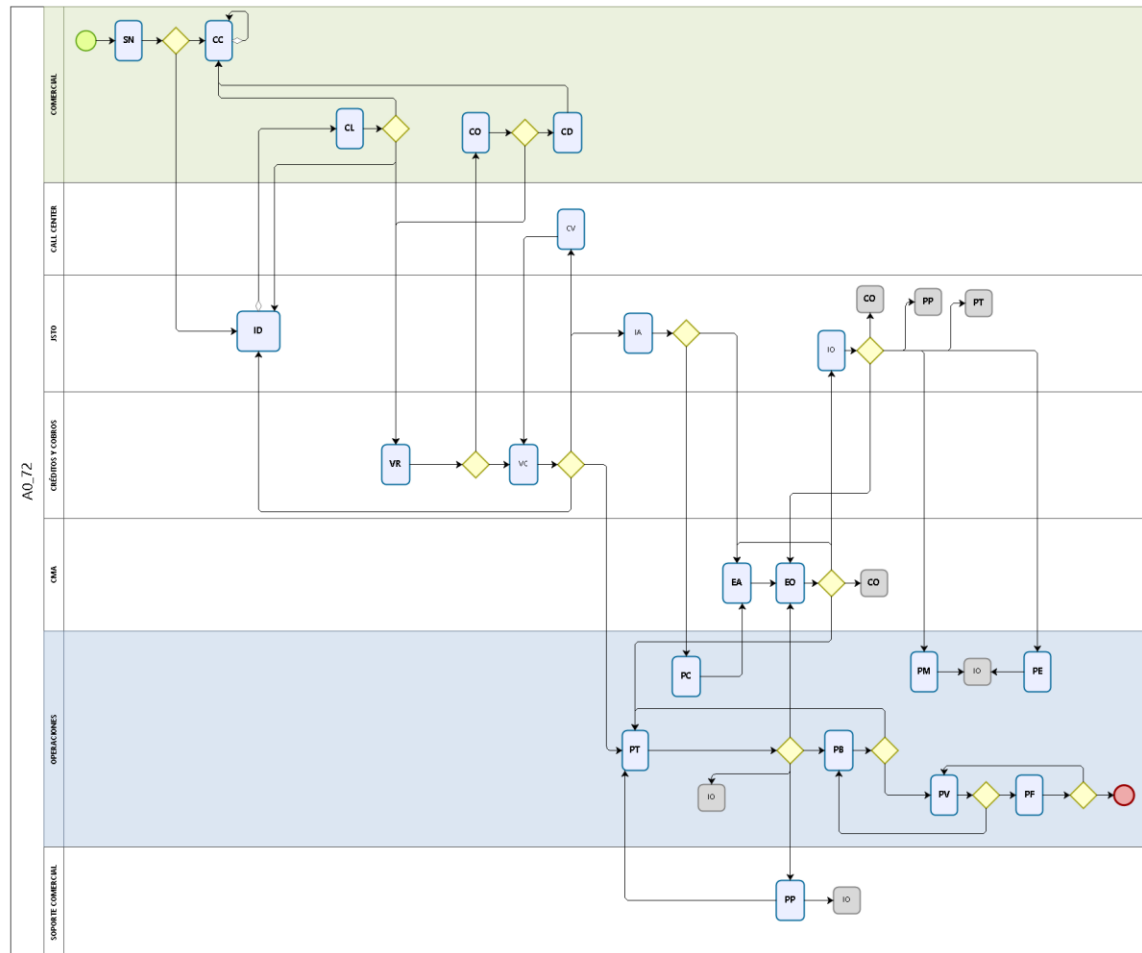 A0_72
COMERCIAL
SN
CC
CL
CO
CD
CALL CENTER
CV
JSTO
ID
IA
IO
CO
PP
PT
CRÉDITOS Y COBROS
VR
VC
CMA
EA
EO
CO
OPERACIONES
PC
PM
IO
PE
PT
PB
IO
PV
PF
SOPORTE COMERCIAL
PP
IO